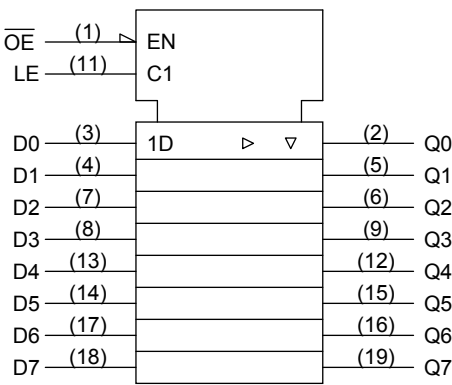 O̅E̅ (1) EN
LE (11) C1
D0 (3) 1D (2) Q0
D1 (4) (5) Q1
D2 (7) (6) Q2
D3 (8) (9) Q3
D4 (13) (12) Q4
D5 (14) (15) Q5
D6 (17) (16) Q6
D7 (18) (19) Q7